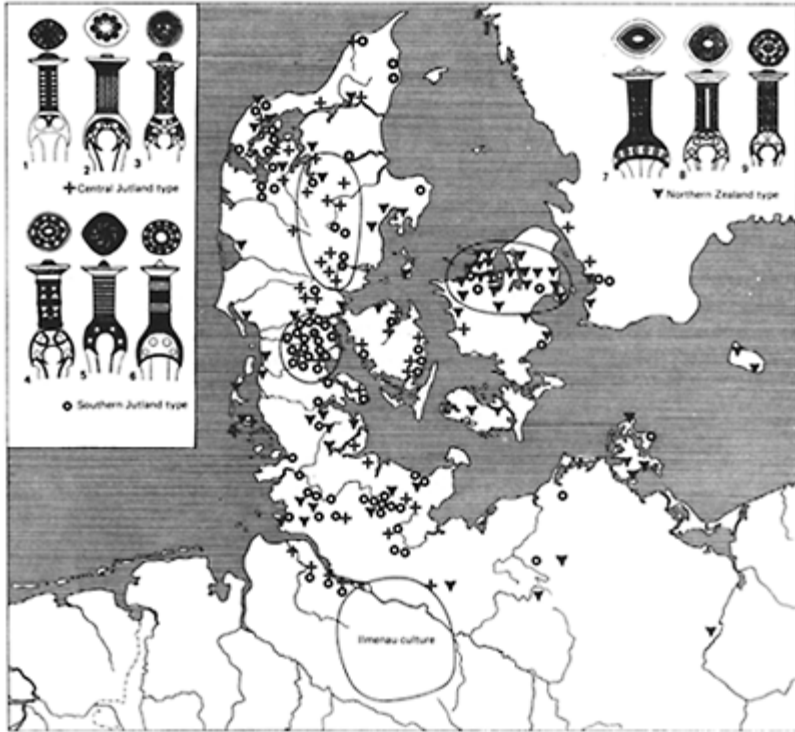 1
2
3
Central Jutland type
4
5
6
Southern Jutland type
7
8
9
Northern Zealand type
Ilmenau culture